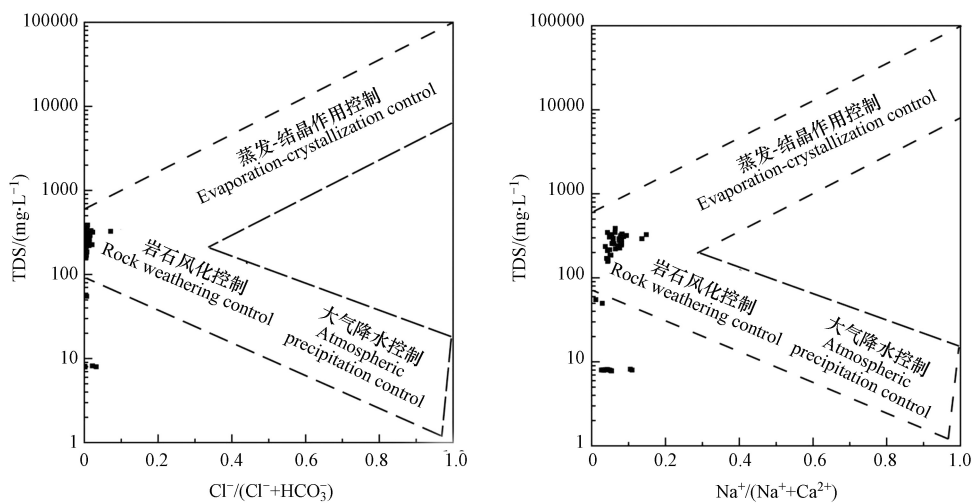 100000
10000
1000
100
10
1
TDS/(mg·L⁻¹)
蒸发-结晶作用控制
Evaporation-crystallization control
岩石风化控制
Rock weathering control
大气降水控制
Atmospheric
precipitation control
0
0.2
0.4
0.6
0.8
1.0
Cl⁻/(Cl⁻+HCO₃⁻)
100000
10000
1000
100
10
1
TDS/(mg·L⁻¹)
蒸发-结晶作用控制
Evaporation-crystallization control
岩石风化控制
Rock weathering control
大气降水控制
Atmospheric
precipitation control
0
0.2
0.4
0.6
0.8
1.0
Na⁺/(Na⁺+Ca²⁺)